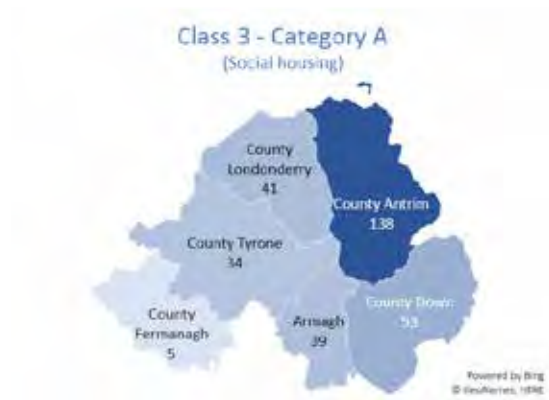 Class 3 - Category A
(Social housing)
County
Londonderry
41
County Antrim
138
County Tyrone
34
County Down
53
County
Fermanagh
5
Armagh
39
Powered by Bing
© GeoNames, HERE